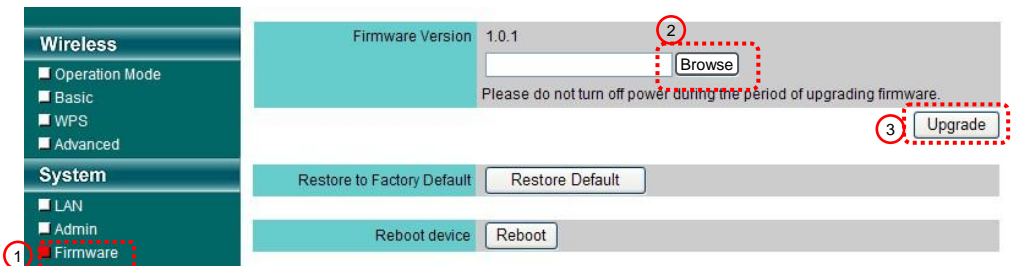 Wireless
Operation Mode
Basic
WPS
Advanced
System
LAN
Admin
1 Firmware
Firmware Version 1.0.1
2
Browse
Please do not turn off power during the period of upgrading firmware.
3 Upgrade
Restore to Factory Default Restore Default
Reboot device Reboot